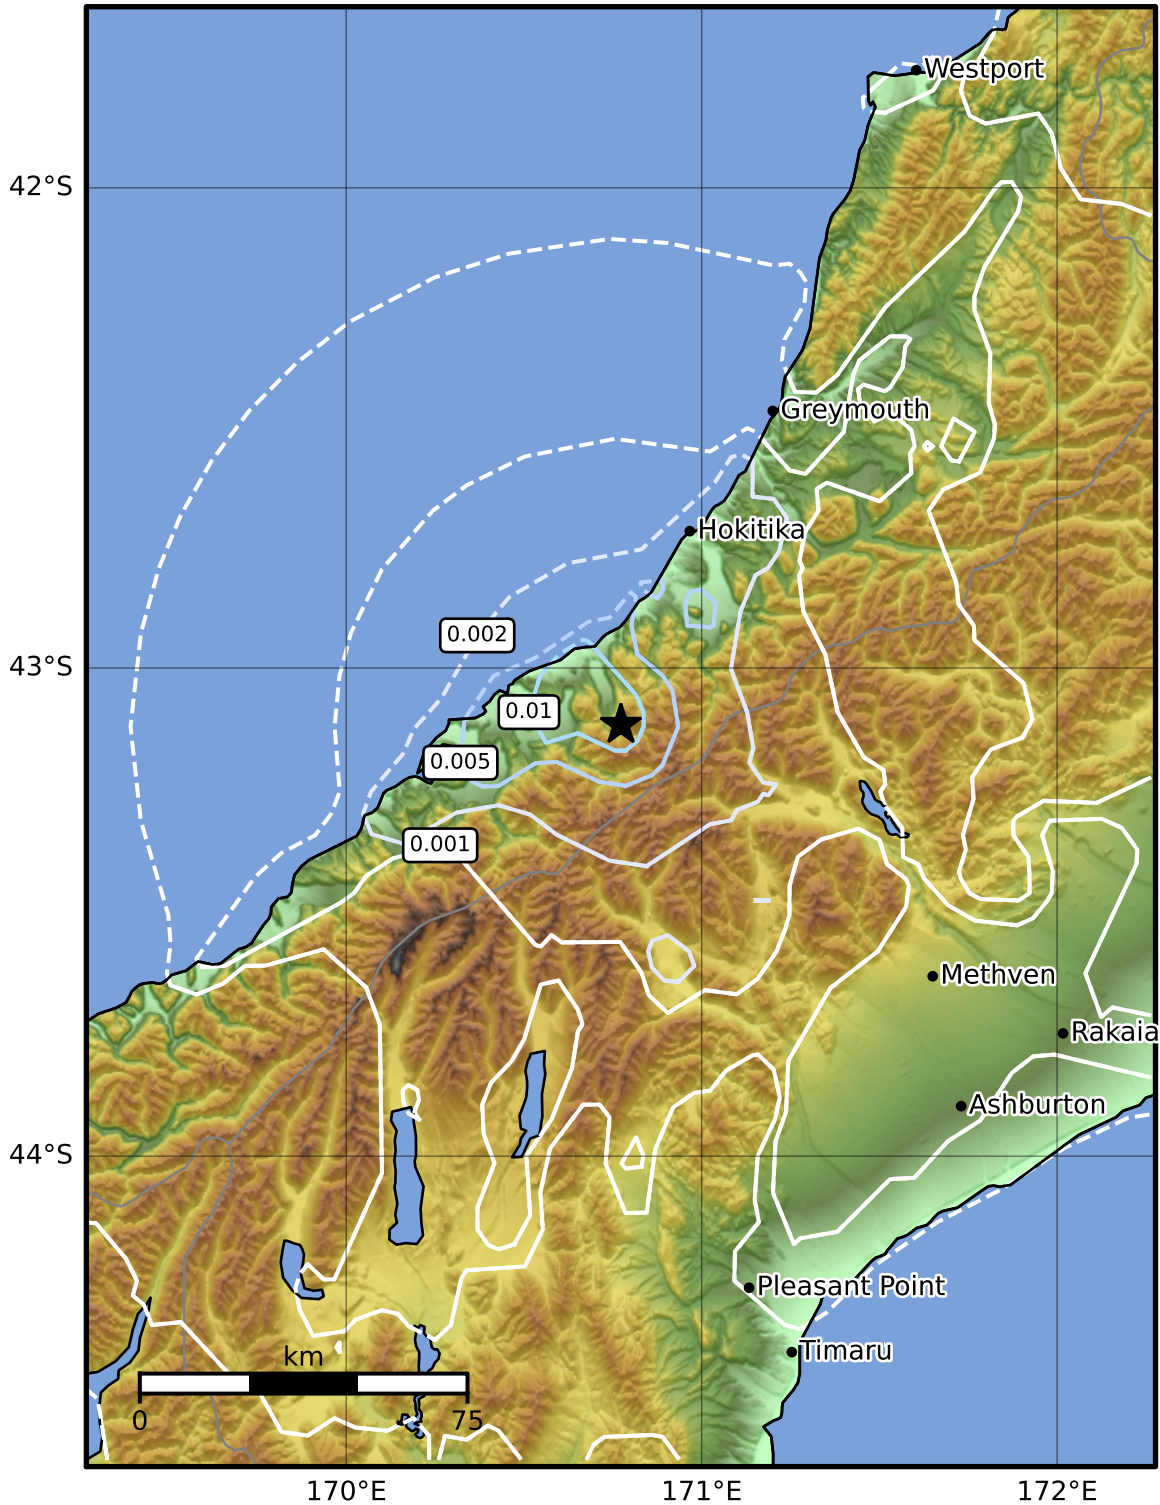 Westport
42°S
Greymouth
Hokitika
0.002
43°S
0.01
0.005
0.001
Methven
Rakaia
Ashburton
44°S
Pleasant Point
Timaru
km
0 75
170°E 171°E 172°E